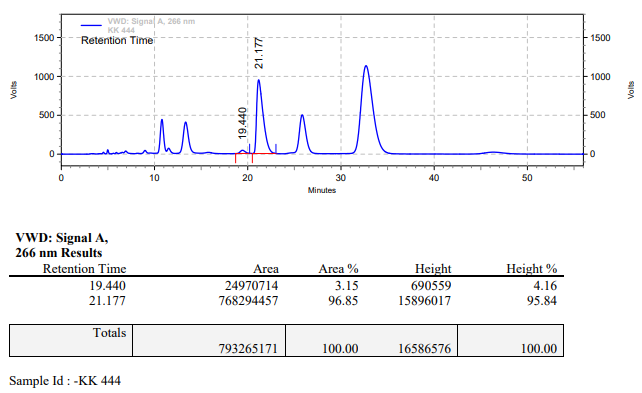 VWD: Signal A, 266 nm
KK 444
Retention Time
1500
1000
500
0
Volts
19.440
21.177
1500
1000
500
0
Volts
0 10 20 30 40 50
Minutes
VWD: Signal A,
266 nm Results
Retention Time Area Area % Height Height %
19.440 24970714 3.15 690559 4.16
21.177 768294457 96.85 15896017 95.84
Totals
793265171 100.00 16586576 100.00
Sample Id : -KK 444